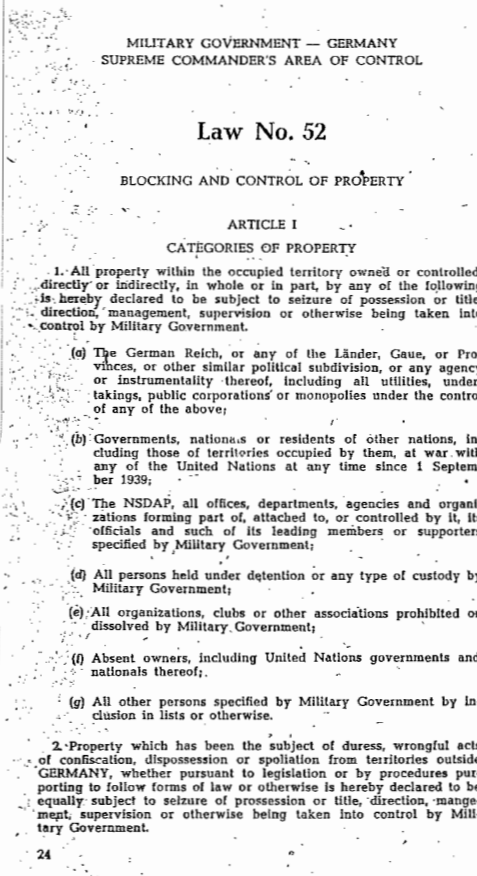 MILITARY GOVERNMENT — GERMANY
SUPREME COMMANDER'S AREA OF CONTROL
Law No. 52
BLOCKING AND CONTROL OF PROPERTY
ARTICLE I
CATEGORIES OF PROPERTY
1. All property within the occupied territory owned or controlled
directly or indirectly, in whole or in part, by any of the following
is hereby declared to be subject to seizure of possession or title
direction, management, supervision or otherwise being taken into
control by Military Government.
(a) The German Reich, or any of the Länder, Gaue, or Pro
vinces, or other similar political subdivision, or any agency
or instrumentality thereof, including all utilities, under
takings, public corporations or monopolies under the contro
of any of the above;
(b) Governments, nationals or residents of other nations, in
cluding those of territories occupied by them, at war with
any of the United Nations at any time since 1 Septem
ber 1939;
(c) The NSDAP, all offices, departments, agencies and organi
zations forming part of, attached to, or controlled by it, it
officials and such of its leading members or supporter
specified by Military Government;
(d) All persons held under detention or any type of custody by
Military Government;
(e) All organizations, clubs or other associations prohibited or
dissolved by Military Government;
(f) Absent owners, including United Nations governments and
nationals thereof;
(g) All other persons specified by Military Government by in
clusion in lists or otherwise.
2. Property which has been the subject of duress, wrongful acts
of confiscation, dispossession or spoliation from territories outside
GERMANY, whether pursuant to legislation or by procedures pur
porting to follow forms of law or otherwise is hereby declared to be
equally subject to seizure of prossession or title, direction, mange
ment, supervision or otherwise being taken into control by Mili
tary Government.
24